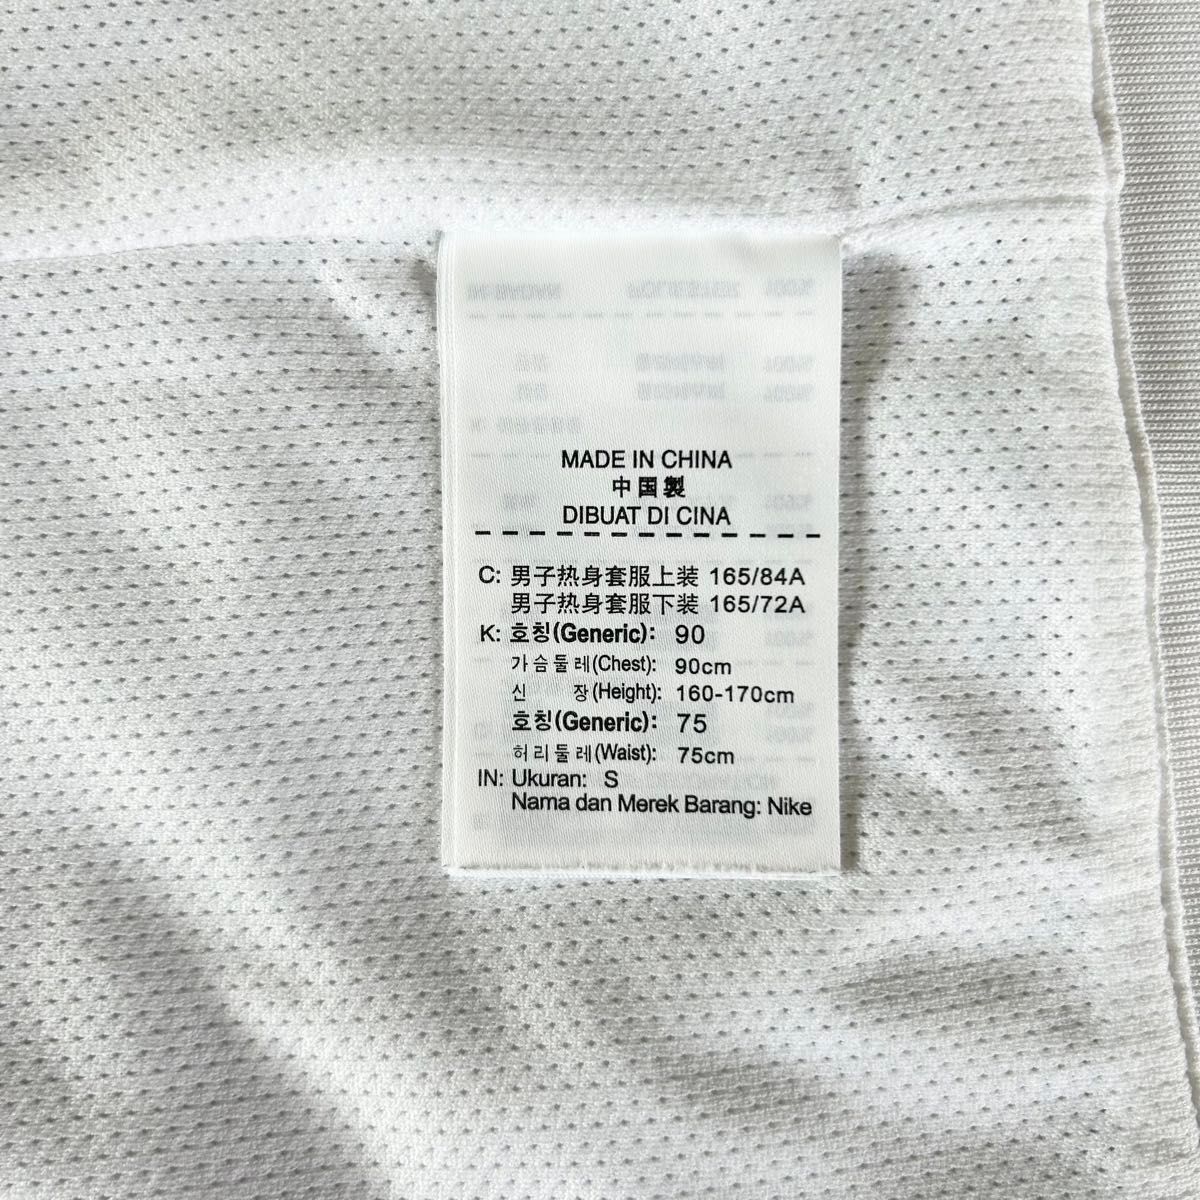 MADE IN CHINA
中国製
DIBUAT DI CINA
C: 男子热身套服上装 165/84A
男子热身套服下装 165/72A
K: 호칭(Generic): 90
가슴둘레(Chest): 90cm
신 장(Height): 160-170cm
호칭(Generic): 75
허리둘레(Waist): 75cm
IN: Ukuran: S
Nama dan Merek Barang: Nike